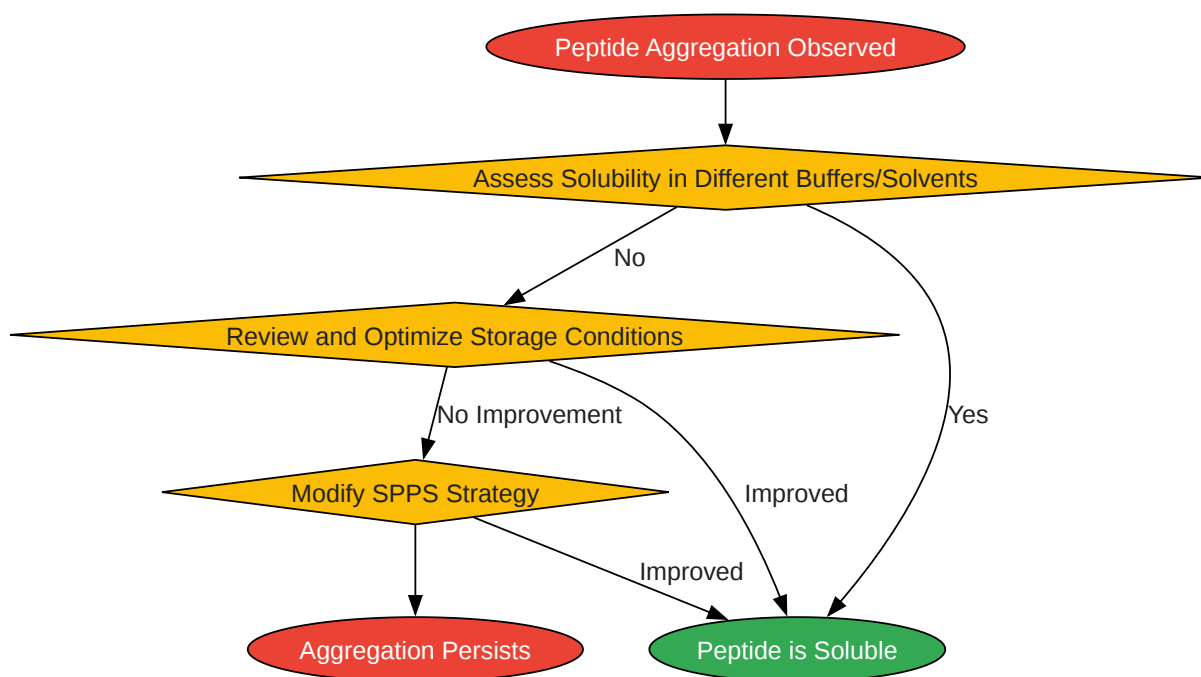 Peptide Aggregation Observed
Assess Solubility in Different Buffers/Solvents
No
Review and Optimize Storage Conditions
No Improvement
Yes
Modify SPPS Strategy
Improved
Improved
Aggregation Persists
Peptide is Soluble